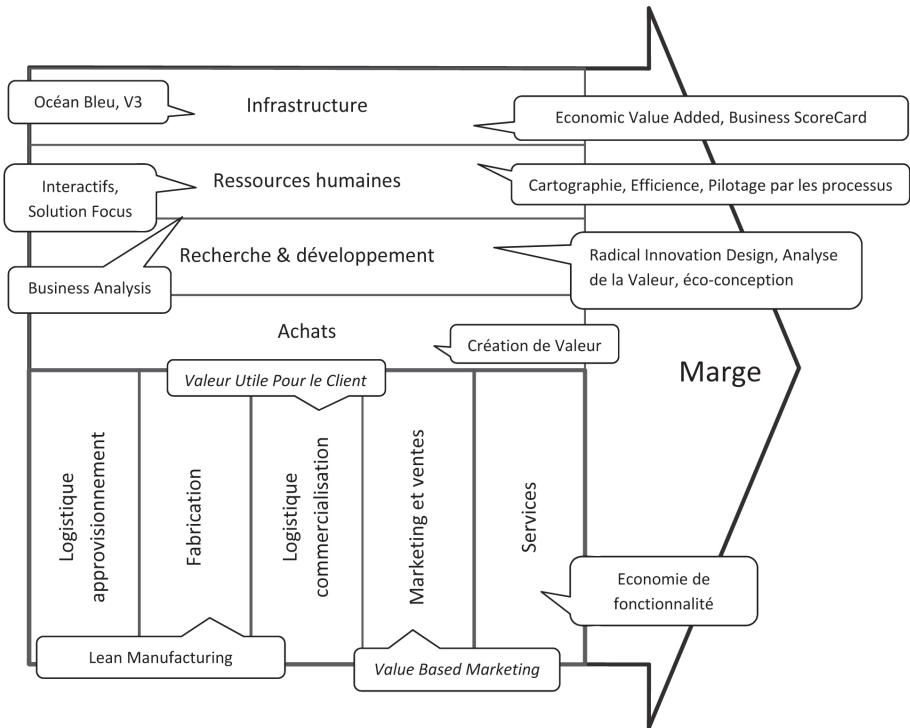 Océan Bleu, V3
Infrastructure
Economic Value Added, Business ScoreCard
Interactifs,
Solution Focus
Ressources humaines
Cartographie, Efficience, Pilotage par les processus
Recherche & développement
Radical Innovation Design, Analyse
de la Valeur, éco-conception
Business Analysis
Achats
Création de Valeur
Marge
Valeur Utile Pour le Client
Logistique
approvisionnement
Fabrication
Logistique
commercialisation
Marketing et ventes
Services
Economie de
fonctionnalité
Lean Manufacturing
Value Based Marketing